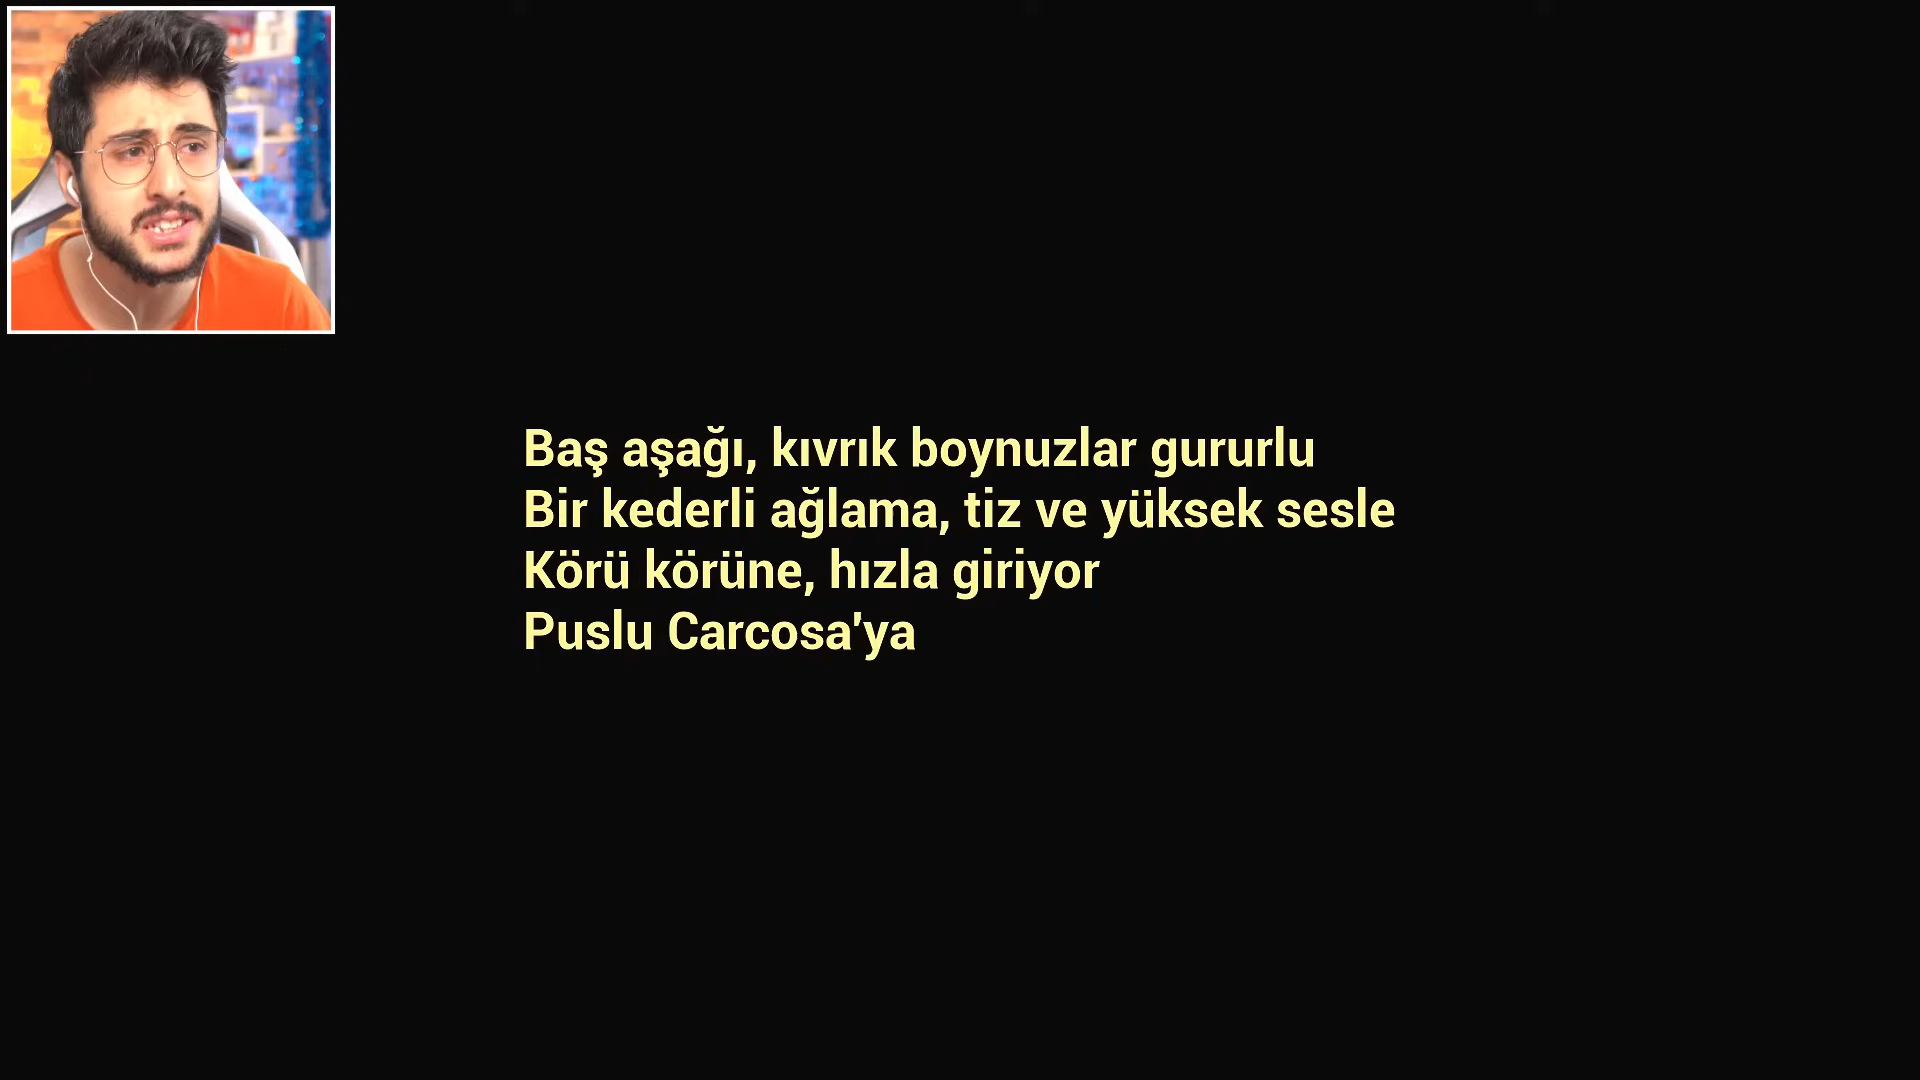 Baş aşağı, kıvrık boynuzlar gururlu
Bir kederli ağlama, tiz ve yüksek sesle
Körü körüne, hızla giriyor
Puslu Carcosa'ya